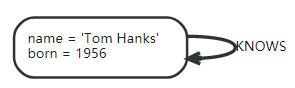 name = 'Tom Hanks'
born = 1956
KNOWS